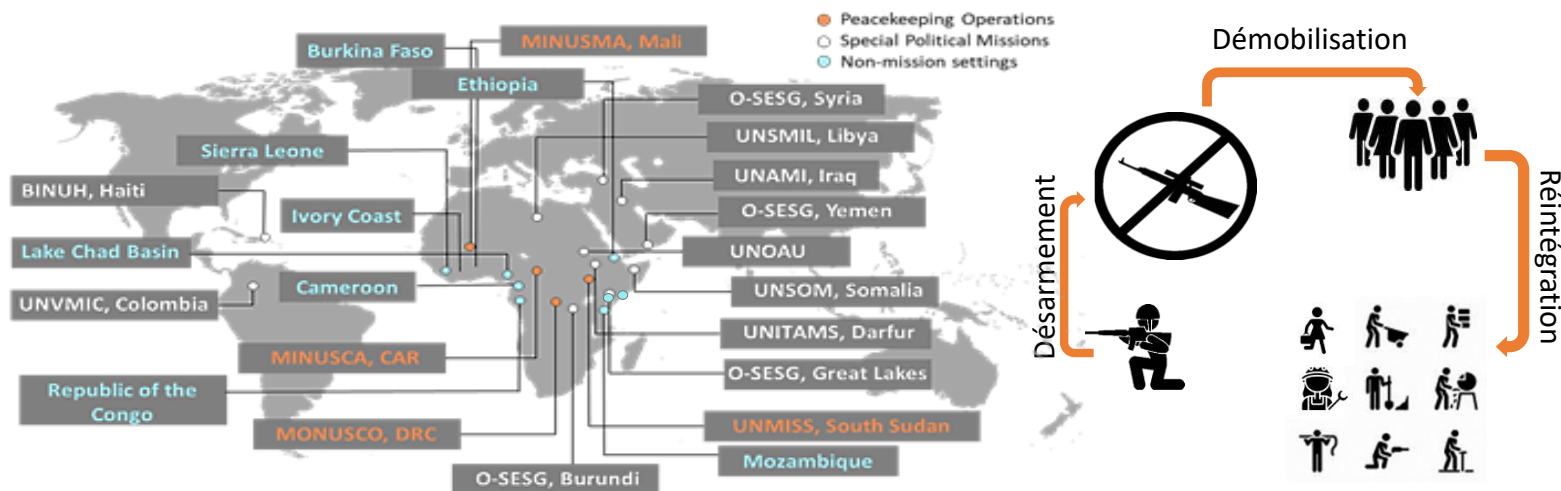 Peacekeeping Operations
Special Political Missions
Non-mission settings
Burkina Faso
MINUSMA, Mali
Ethiopia
O-SESG, Syria
Sierra Leone
UNSMIL, Libya
BINUH, Haiti
UNAMI, Iraq
Ivory Coast
O-SESG, Yemen
Lake Chad Basin
UNOAU
Cameroon
UNVMIC, Colombia
UNSOM, Somalia
UNITAMS, Darfur
MINUSCA, CAR
O-SESG, Great Lakes
Republic of the
Congo
MONUSCO, DRC
UNMISS, South Sudan
Mozambique
O-SESG, Burundi
Désarmement
Démobilisation
Réintégration